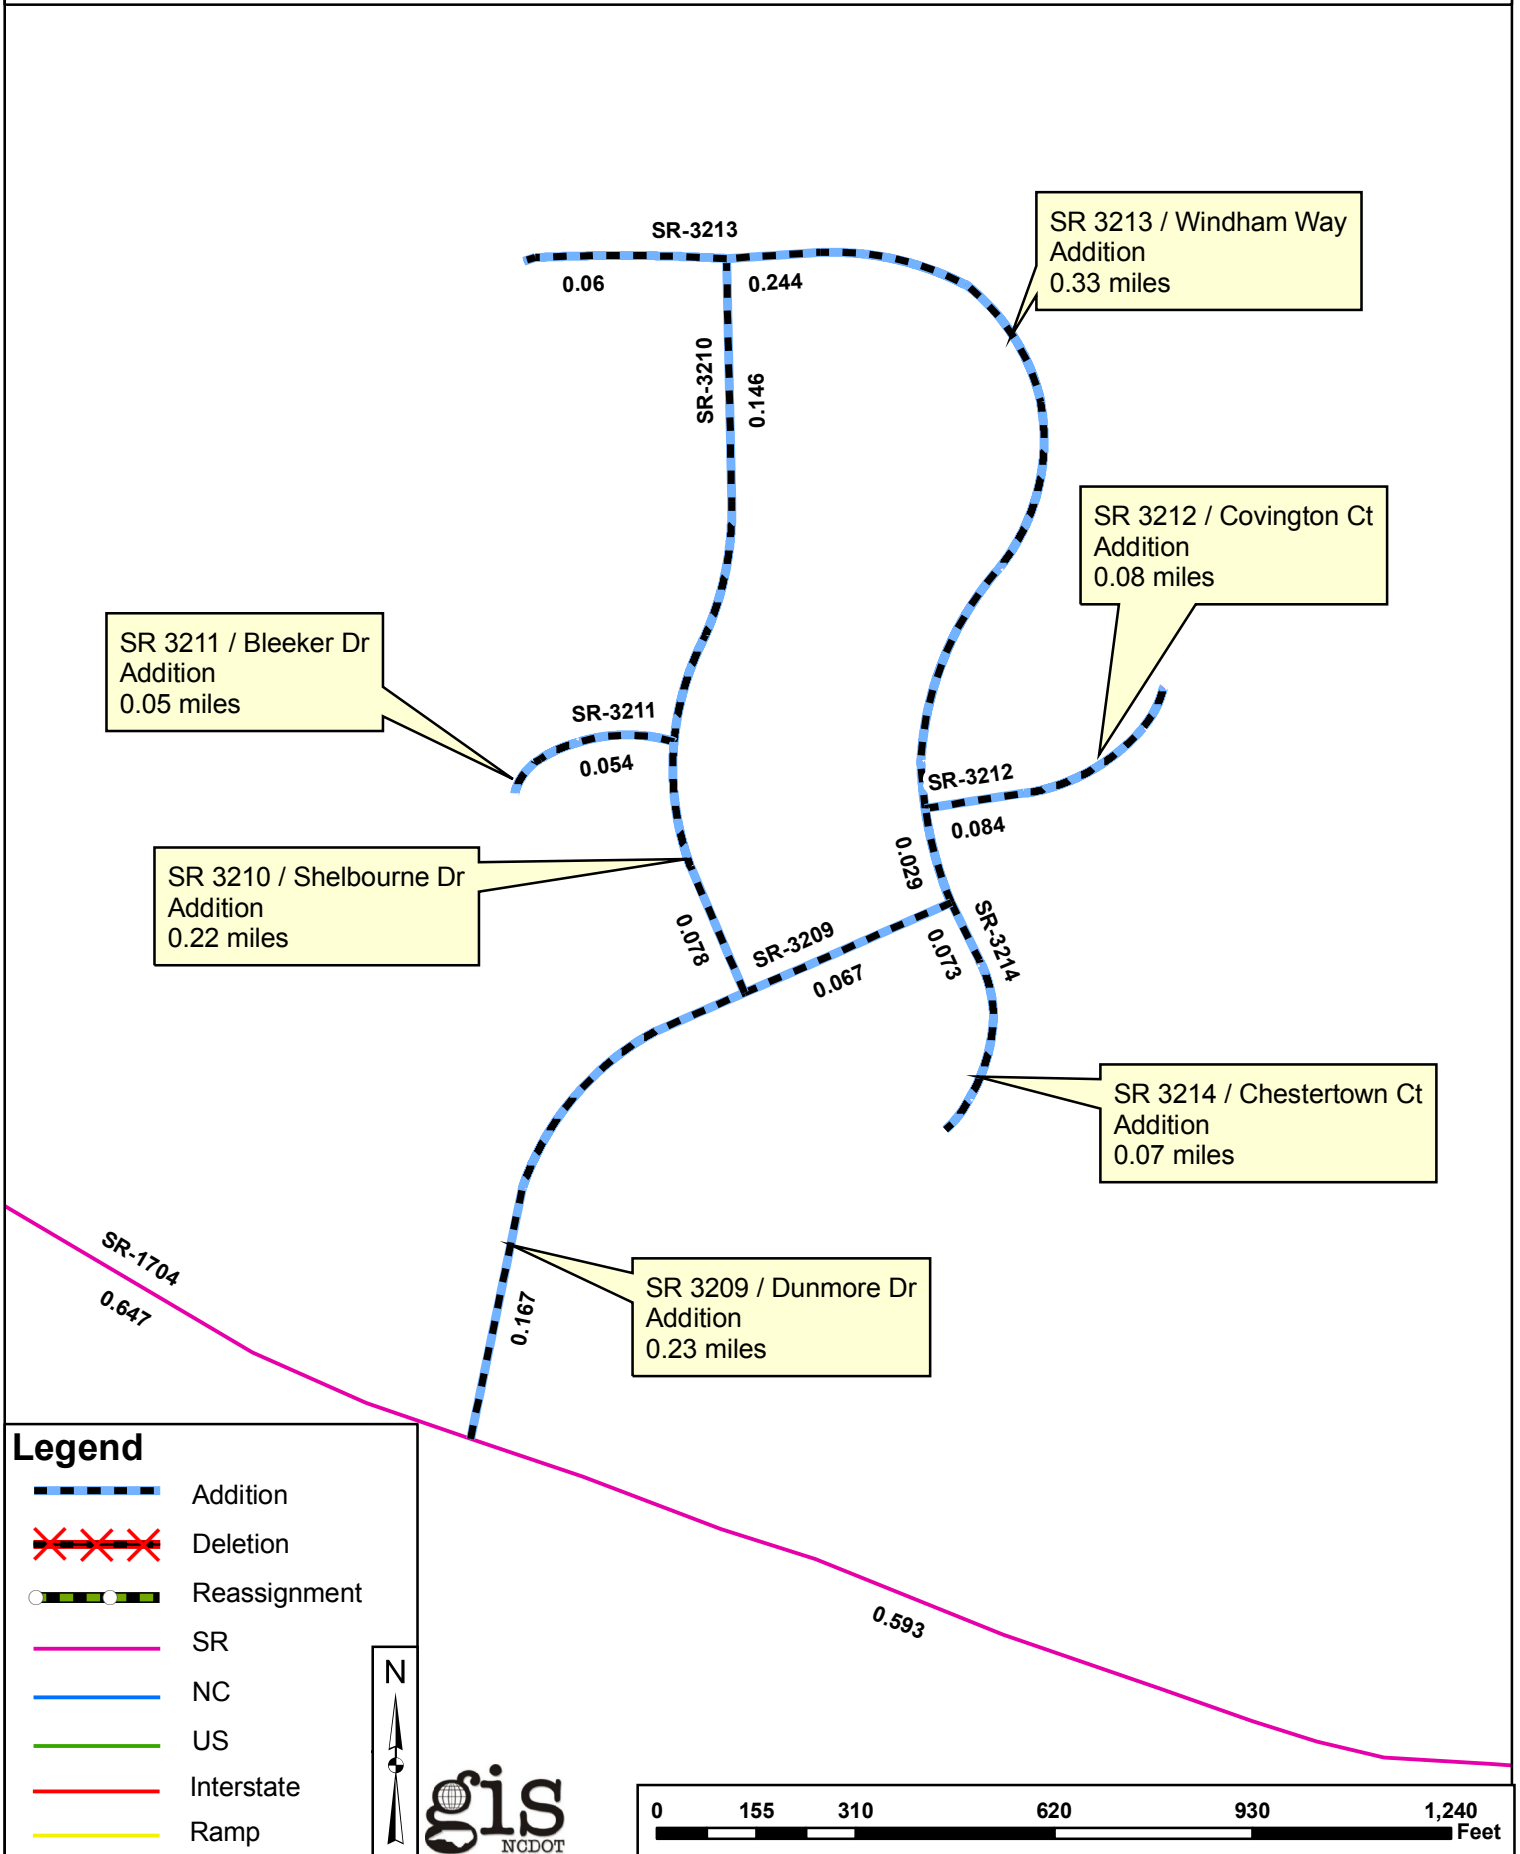 SR-3213
SR 3213 / Windham Way
Addition
0.33 miles
0.06
0.244
SR-3210
0.146
SR 3212 / Covington Ct
Addition
0.08 miles
SR 3211 / Bleeker Dr
Addition
0.05 miles
SR-3211
0.054
SR-3212
0.084
0.029
SR 3210 / Shelbourne Dr
Addition
0.22 miles
0.078
SR-3209
0.067
SR-3214
0.073
SR 3214 / Chestertown Ct
Addition
0.07 miles
SR-1704
0.647
0.167
SR 3209 / Dunmore Dr
Addition
0.23 miles
0.593
Legend
Addition
Deletion
Reassignment
SR
NC
US
Interstate
Ramp
N
gis
NCDOT
0 155 310 620 930 1,240
Feet